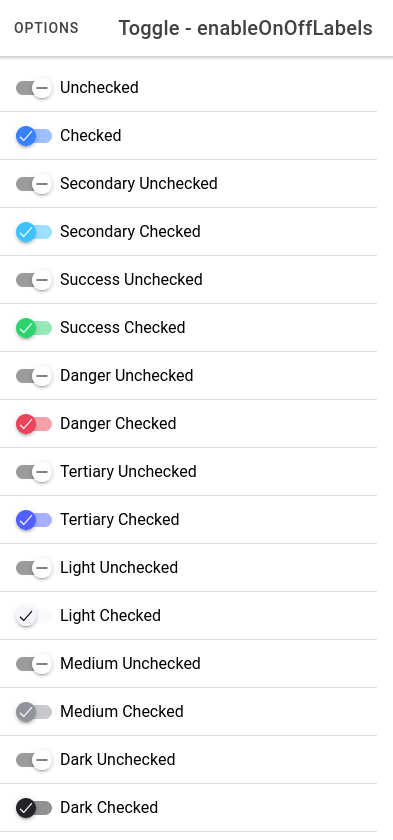 OPTIONS Toggle - enableOnOffLabels
Unchecked
Checked
Secondary Unchecked
Secondary Checked
Success Unchecked
Success Checked
Danger Unchecked
Danger Checked
Tertiary Unchecked
Tertiary Checked
Light Unchecked
Light Checked
Medium Unchecked
Medium Checked
Dark Unchecked
Dark Checked